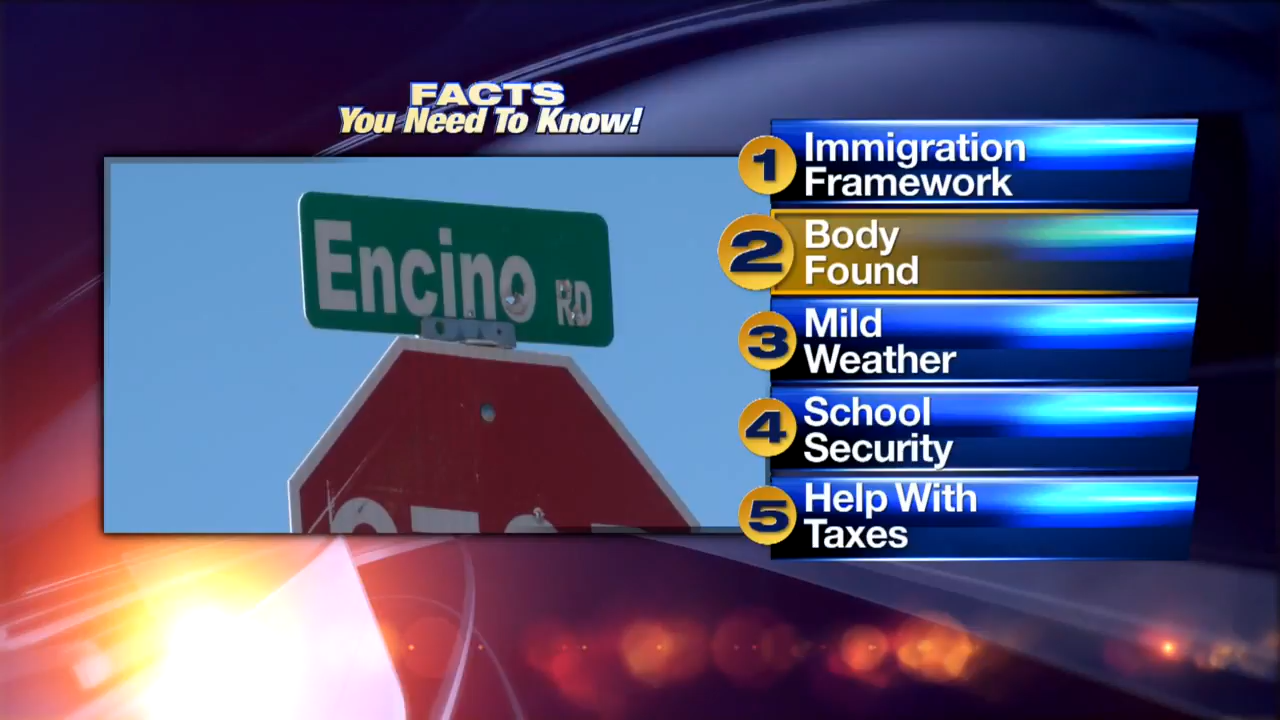 FACTS
You Need To Know!
Encino RD
1 Immigration
Framework
2 Body
Found
3 Mild
Weather
4 School
Security
5 Help With
Taxes